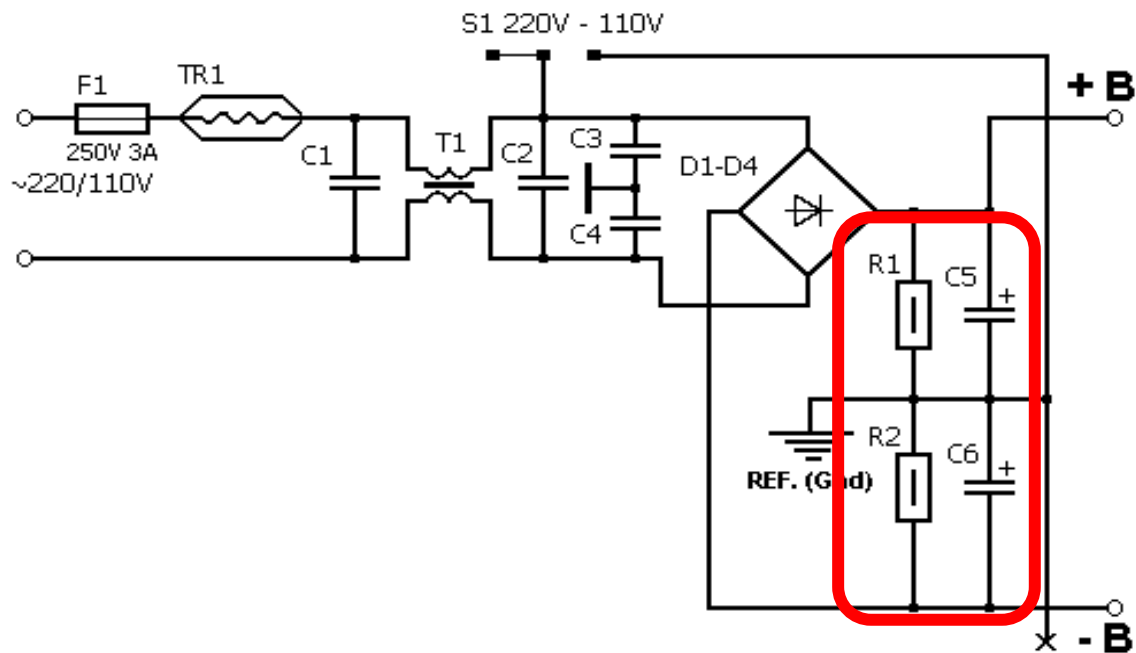 S1 220V - 110V
F1
TR1
+ B
250V 3A
~220/110V
C1
T1
C2
C3
C4
D1-D4
R1
C5
+
R2
C6
+
REF. (Gnd)
- B